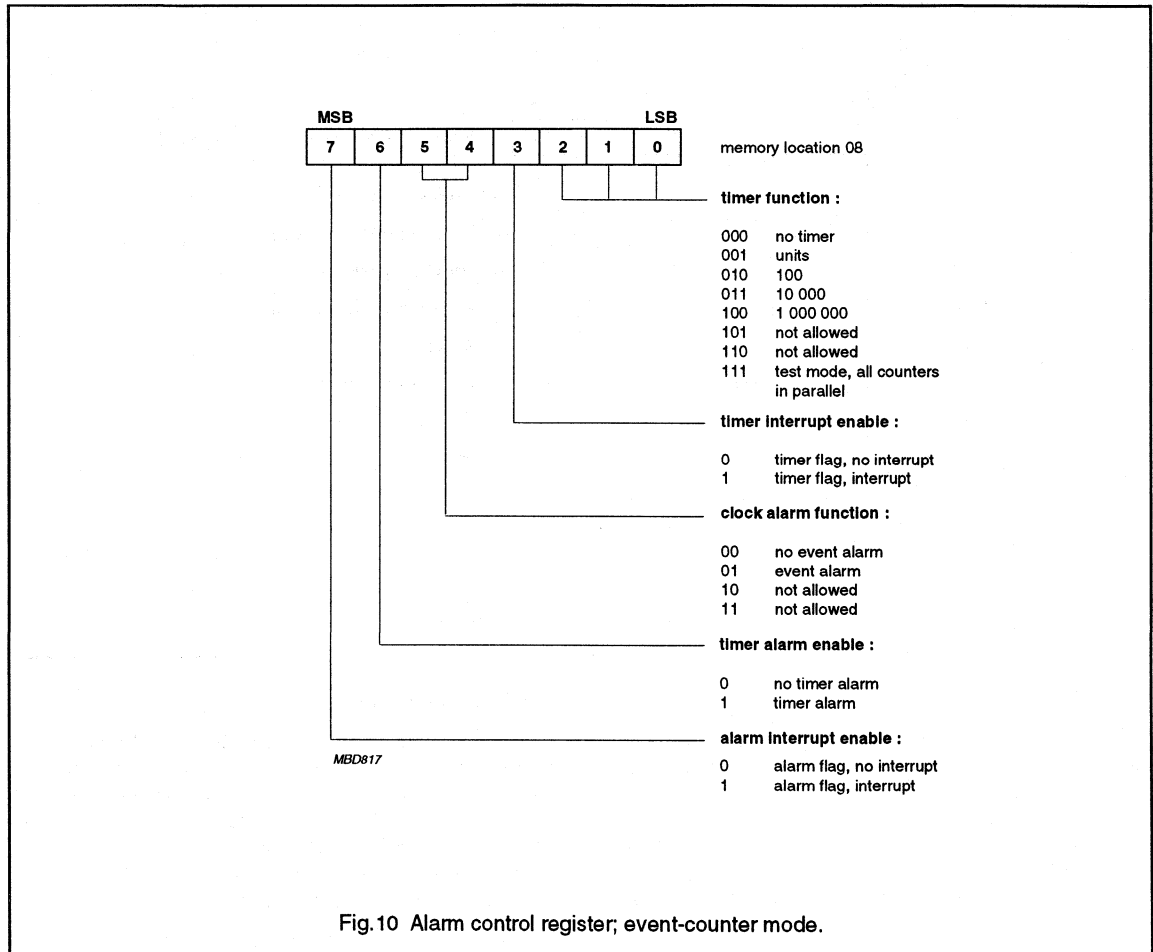 MSB LSB
7 6 5 4 3 2 1 0 memory location 08
timer function :
000 no timer
001 units
010 100
011 10 000
100 1 000 000
101 not allowed
110 not allowed
111 test mode, all counters
in parallel
timer interrupt enable :
0 timer flag, no interrupt
1 timer flag, interrupt
clock alarm function :
00 no event alarm
01 event alarm
10 not allowed
11 not allowed
timer alarm enable :
0 no timer alarm
1 timer alarm
alarm interrupt enable :
MBD817
0 alarm flag, no interrupt
1 alarm flag, interrupt
Fig.10 Alarm control register; event-counter mode.